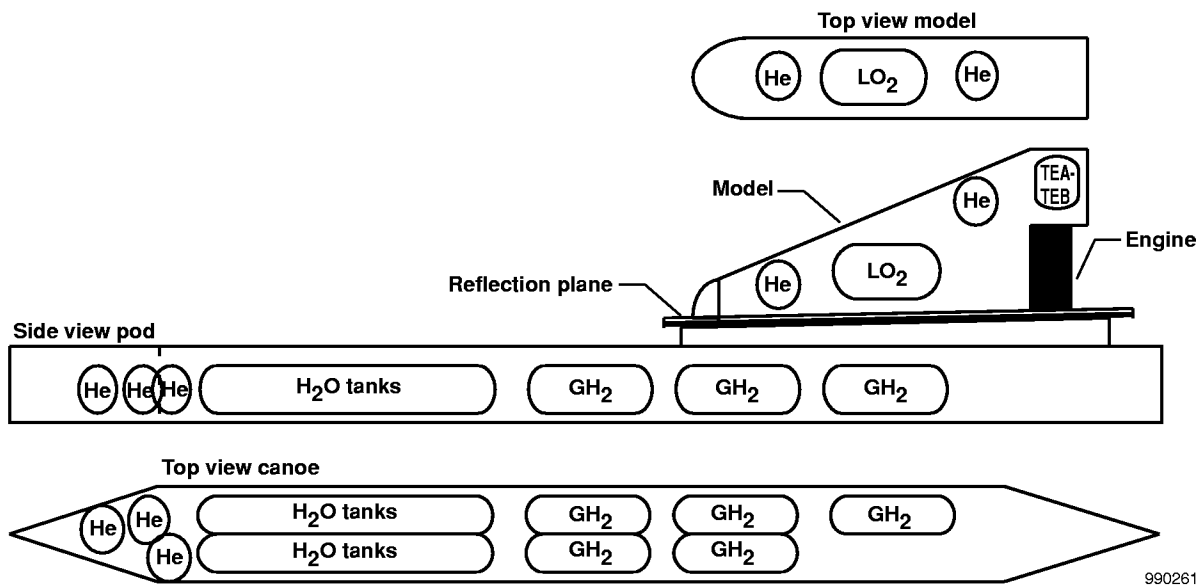 Top view model
He
LO2
He
Model
He
TEA-
TEB
Engine
He
LO2
Reflection plane
Side view pod
He He He H2O tanks GH2 GH2 GH2
Top view canoe
He He H2O tanks GH2 GH2 GH2
He H2O tanks GH2 GH2
990261